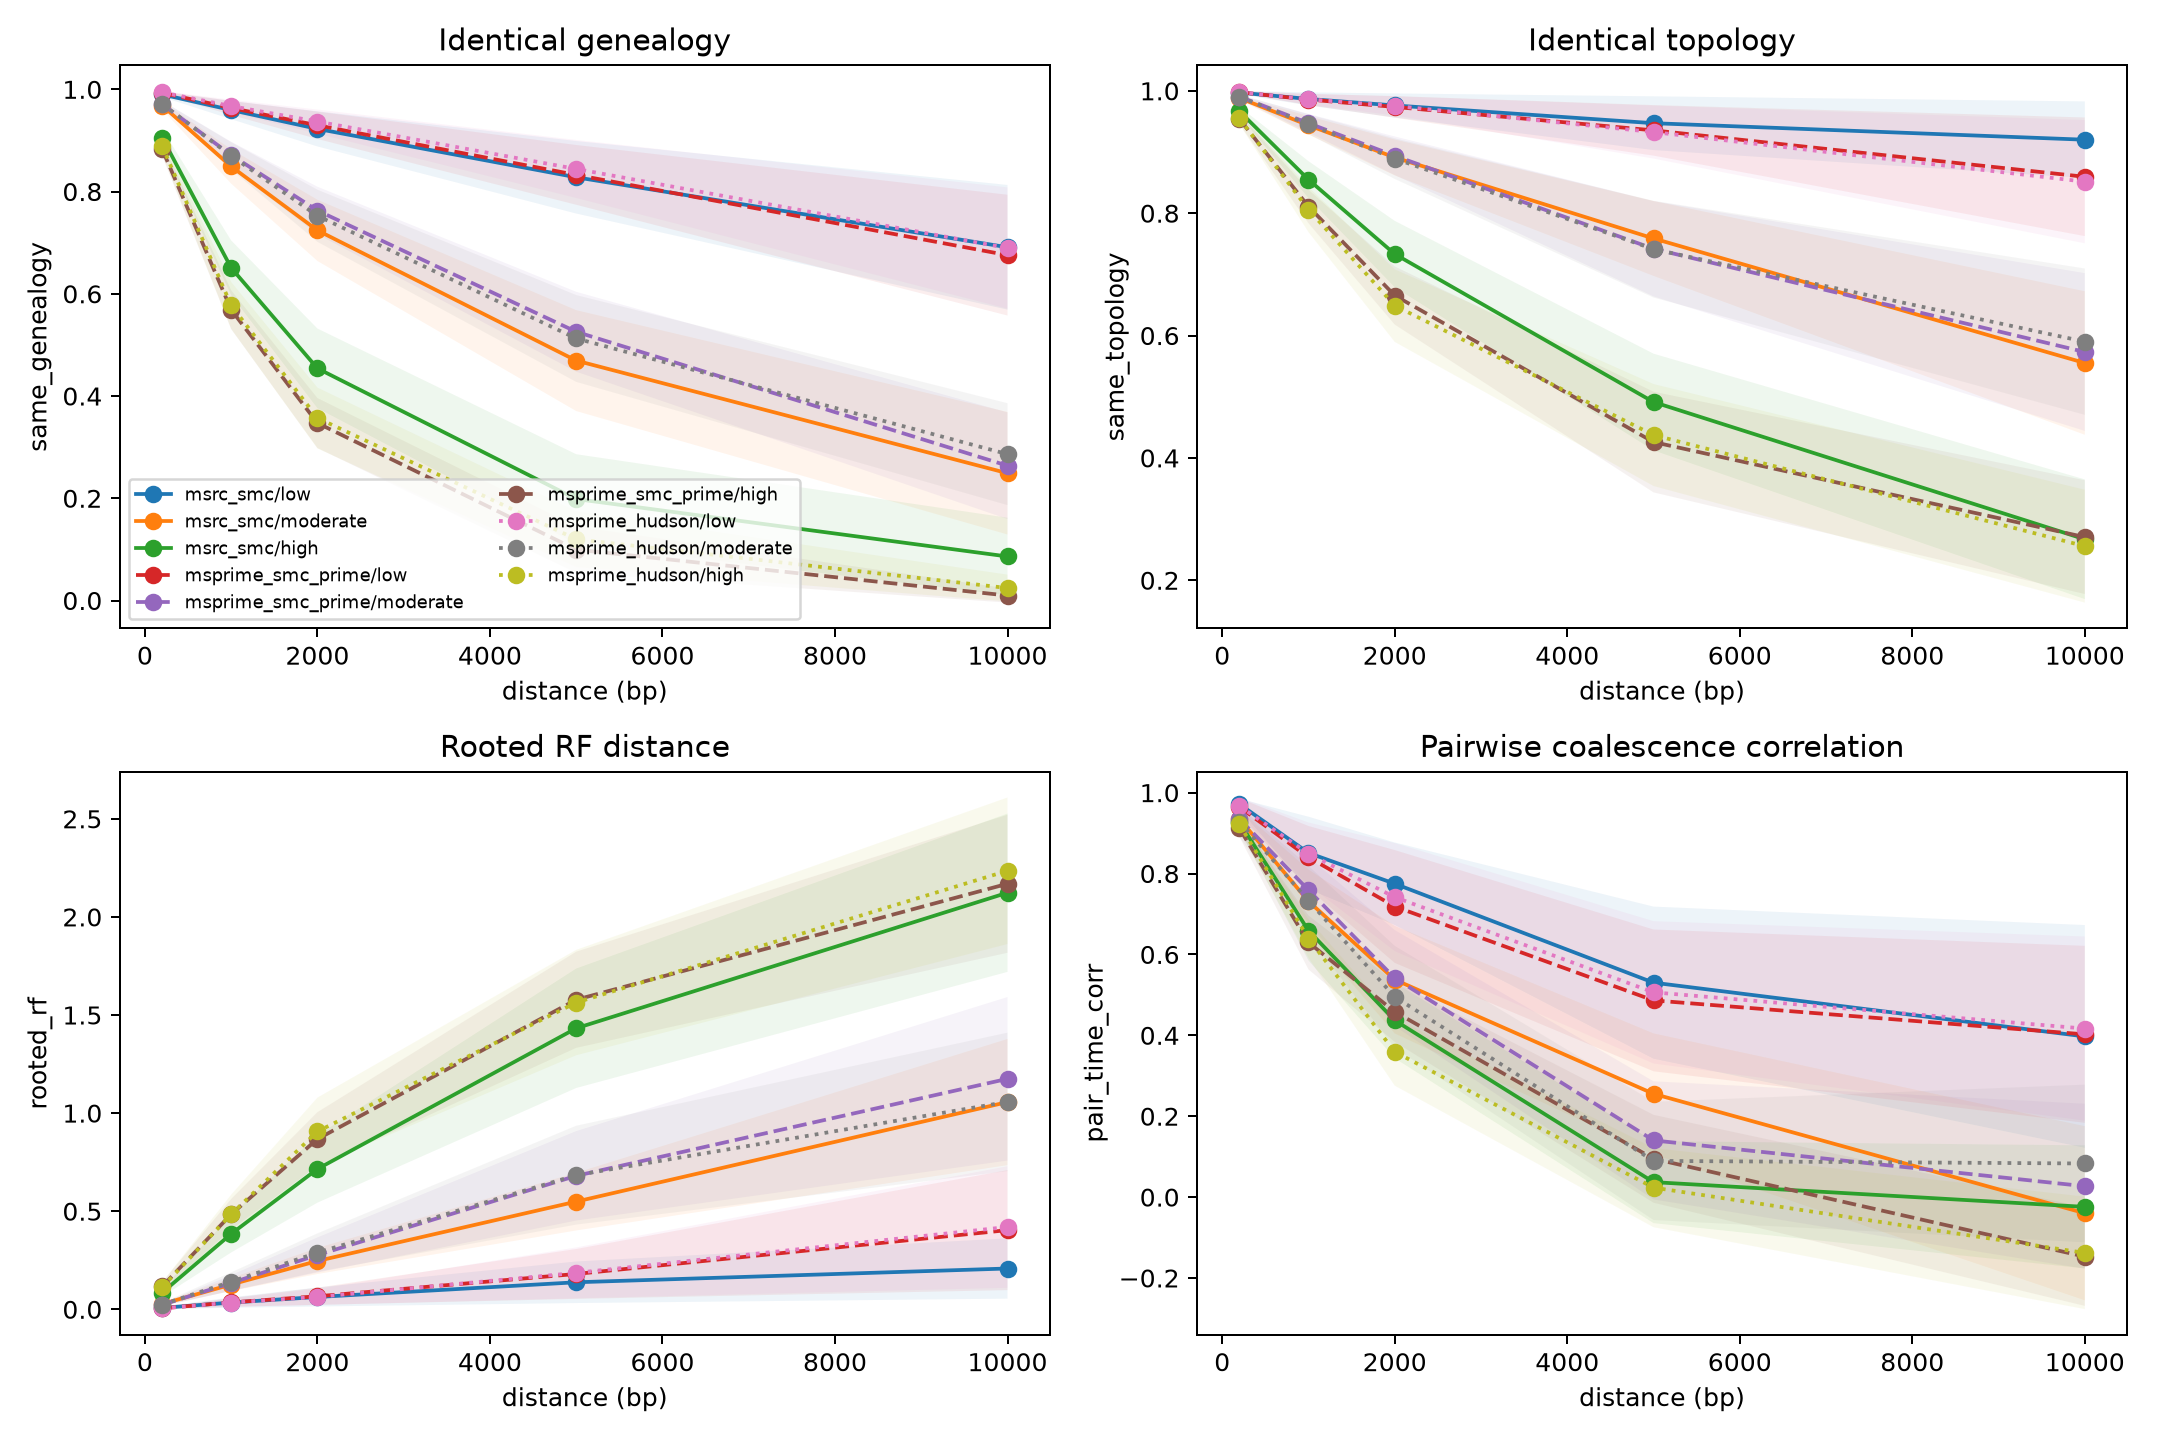 Identical genealogy
same_genealogy
1.0
0.8
0.6
0.4
0.2
0.0
msrc_smc/low
msrc_smc/moderate
msrc_smc/high
msprime_smc_prime/low
msprime_smc_prime/moderate
msprime_smc_prime/high
msprime_hudson/low
msprime_hudson/moderate
msprime_hudson/high
0 2000 4000 6000 8000 10000
distance (bp)
Identical topology
same_topology
1.0
0.8
0.6
0.4
0.2
0 2000 4000 6000 8000 10000
distance (bp)
Rooted RF distance
rooted_rf
2.5
2.0
1.5
1.0
0.5
0.0
0 2000 4000 6000 8000 10000
distance (bp)
Pairwise coalescence correlation
pair_time_corr
1.0
0.8
0.6
0.4
0.2
0.0
−0.2
0 2000 4000 6000 8000 10000
distance (bp)